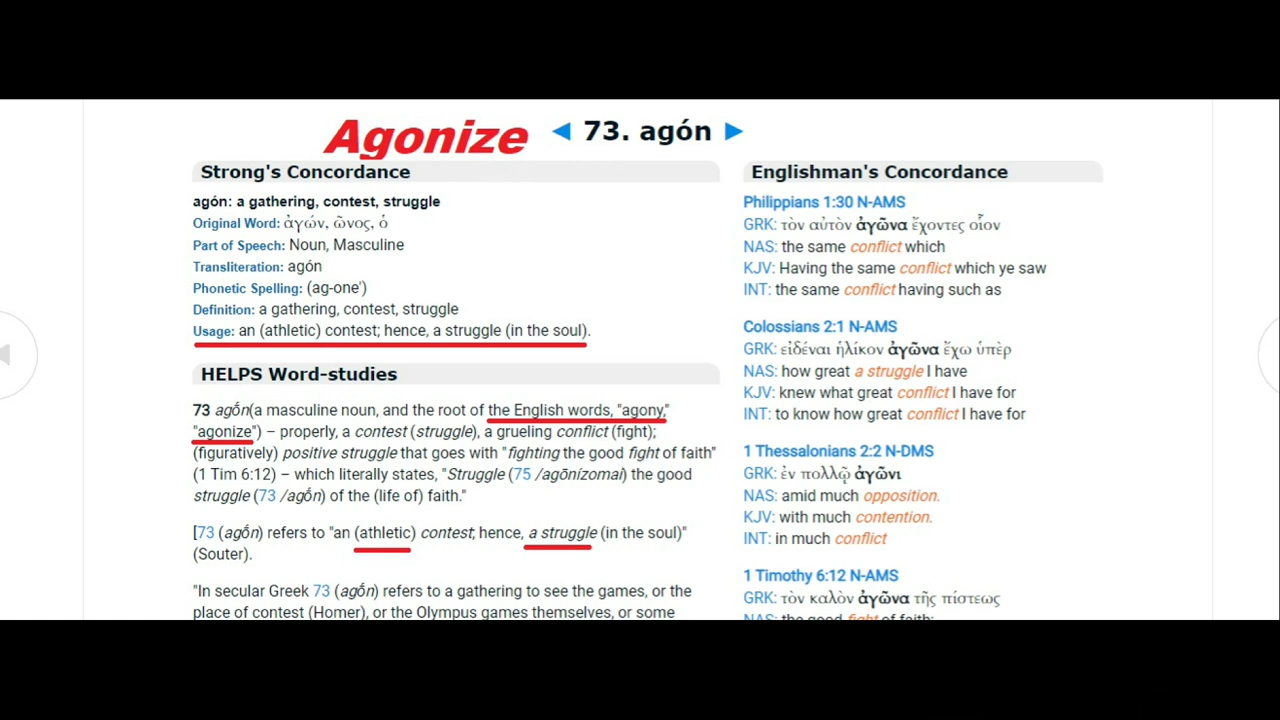 Agonize ◄ 73. agón ►
Strong's Concordance
agón: a gathering, contest, struggle
Original Word: ἀγών, ῶνος, ὁ
Part of Speech: Noun, Masculine
Transliteration: agón
Phonetic Spelling: (ag-one')
Definition: a gathering, contest, struggle
Usage: an (athletic) contest; hence, a struggle (in the soul).
HELPS Word-studies
73 agṓn(a masculine noun, and the root of the English words, "agony,"
"agonize") – properly, a contest (struggle), a grueling conflict (fight);
(figuratively) positive struggle that goes with "fighting the good fight of faith"
(1 Tim 6:12) – which literally states, "Struggle (75 /agōnízomai) the good
struggle (73 /agṓn) of the (life of) faith."
[73 (agṓn) refers to "an (athletic) contest; hence, a struggle (in the soul)"
(Souter).
"In secular Greek 73 (agṓn) refers to a gathering to see the games, or the
place of contest (Homer), or the Olympus games themselves, or some
Englishman's Concordance
Philippians 1:30 N-AMS
GRK: τὸν αὐτὸν ἀγῶνα ἔχοντες οἷον
NAS: the same conflict which
KJV: Having the same conflict which ye saw
INT: the same conflict having such as
Colossians 2:1 N-AMS
GRK: εἰδέναι ἡλίκον ἀγῶνα ἔχω ὑπὲρ
NAS: how great a struggle I have
KJV: knew what great conflict I have for
INT: to know how great conflict I have for
1 Thessalonians 2:2 N-DMS
GRK: ἐν πολλῷ ἀγῶνι
NAS: amid much opposition.
KJV: with much contention.
INT: in much conflict
1 Timothy 6:12 N-AMS
GRK: τὸν καλὸν ἀγῶνα τῆς πίστεως
NAS: the good fight of faith;